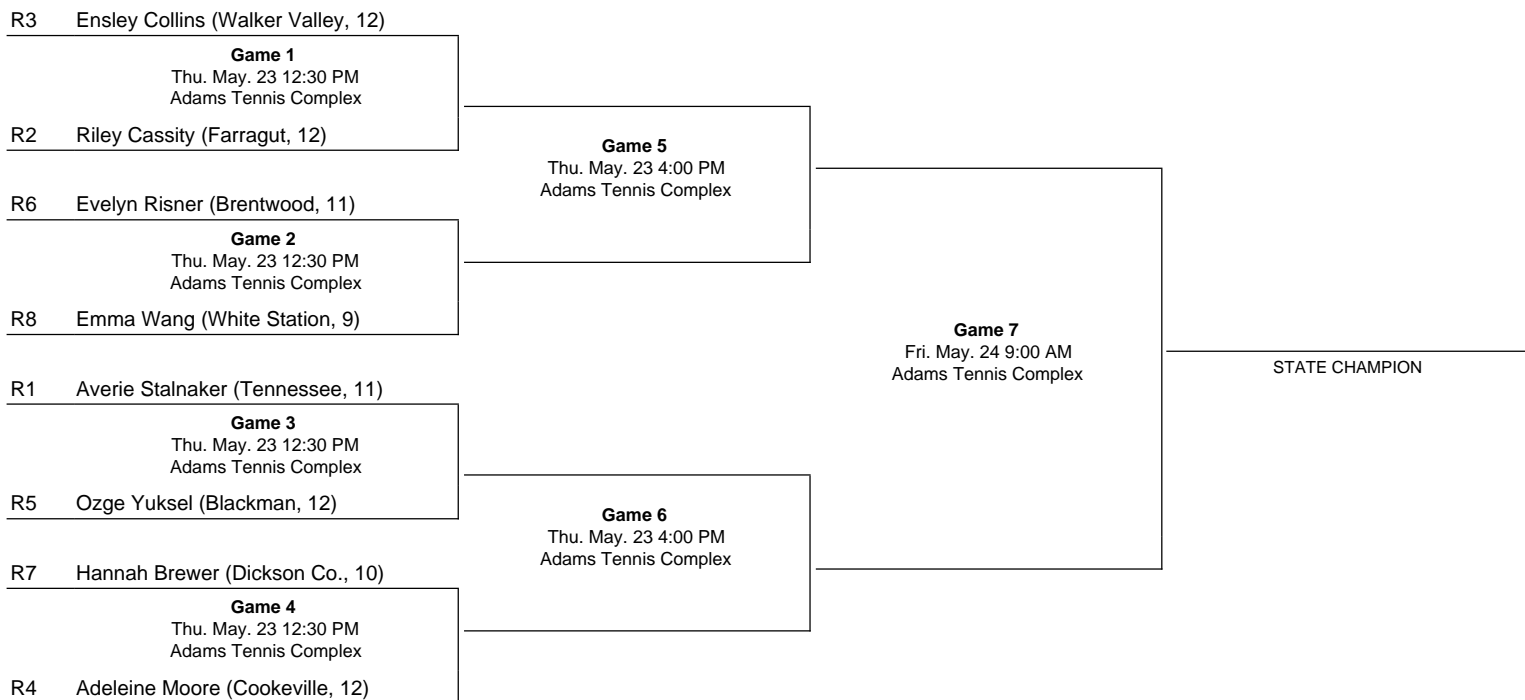 R3 Ensley Collins (Walker Valley, 12)
Game 1
Thu. May. 23 12:30 PM
Adams Tennis Complex
R2 Riley Cassity (Farragut, 12)
Game 5
Thu. May. 23 4:00 PM
Adams Tennis Complex
R6 Evelyn Risner (Brentwood, 11)
Game 2
Thu. May. 23 12:30 PM
Adams Tennis Complex
R8 Emma Wang (White Station, 9)
Game 7
Fri. May. 24 9:00 AM
Adams Tennis Complex
STATE CHAMPION
R1 Averie Stalnaker (Tennessee, 11)
Game 3
Thu. May. 23 12:30 PM
Adams Tennis Complex
R5 Ozge Yuksel (Blackman, 12)
Game 6
Thu. May. 23 4:00 PM
Adams Tennis Complex
R7 Hannah Brewer (Dickson Co., 10)
Game 4
Thu. May. 23 12:30 PM
Adams Tennis Complex
R4 Adeleine Moore (Cookeville, 12)